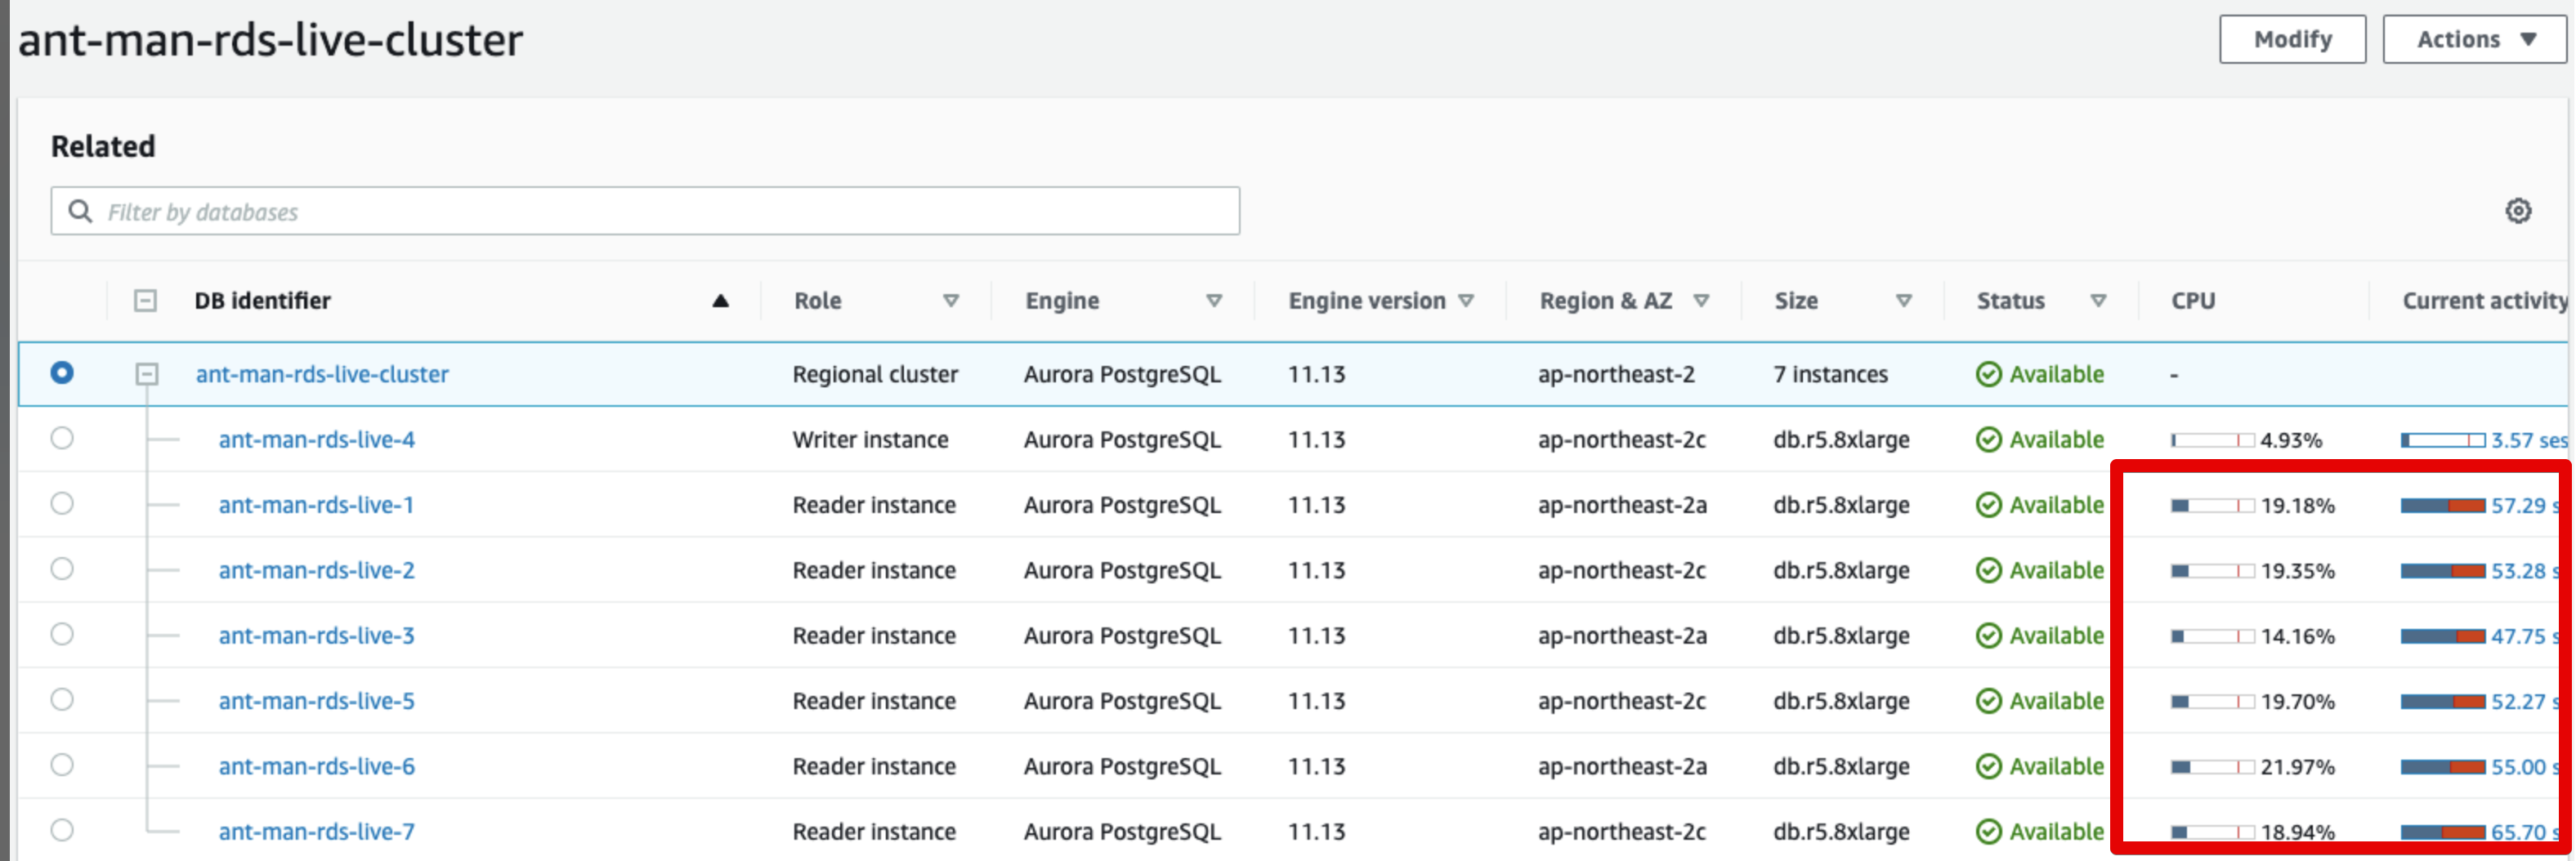 ant-man-rds-live-cluster Modify Actions
Related
Filter by databases
DB identifier Role Engine Engine version Region & AZ Size Status CPU Current activity
ant-man-rds-live-cluster Regional cluster Aurora PostgreSQL 11.13 ap-northeast-2 7 instances Available -
ant-man-rds-live-4 Writer instance Aurora PostgreSQL 11.13 ap-northeast-2c db.r5.8xlarge Available 4.93% 3.57 ses
ant-man-rds-live-1 Reader instance Aurora PostgreSQL 11.13 ap-northeast-2a db.r5.8xlarge Available 19.18% 57.29 s
ant-man-rds-live-2 Reader instance Aurora PostgreSQL 11.13 ap-northeast-2c db.r5.8xlarge Available 19.35% 53.28 s
ant-man-rds-live-3 Reader instance Aurora PostgreSQL 11.13 ap-northeast-2a db.r5.8xlarge Available 14.16% 47.75 s
ant-man-rds-live-5 Reader instance Aurora PostgreSQL 11.13 ap-northeast-2c db.r5.8xlarge Available 19.70% 52.27 s
ant-man-rds-live-6 Reader instance Aurora PostgreSQL 11.13 ap-northeast-2a db.r5.8xlarge Available 21.97% 55.00 s
ant-man-rds-live-7 Reader instance Aurora PostgreSQL 11.13 ap-northeast-2c db.r5.8xlarge Available 18.94% 65.70 s